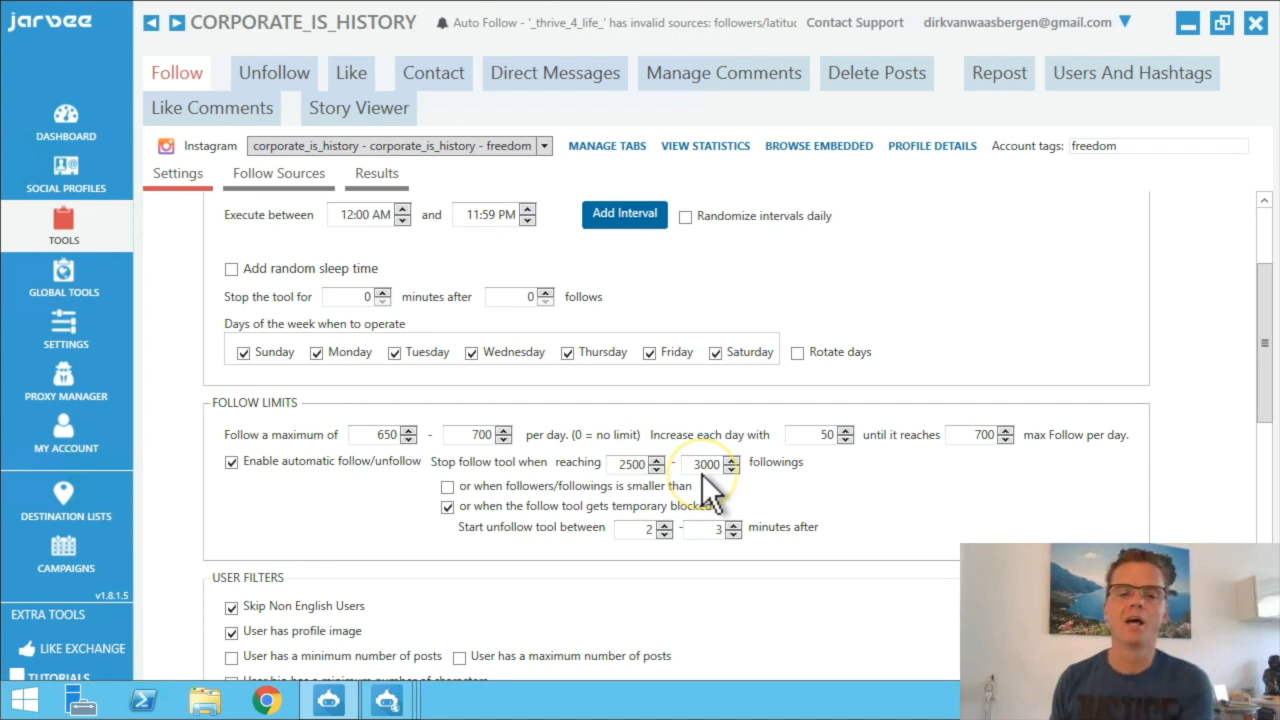 jarvee
CORPORATE_IS_HISTORY
Auto Follow - '_thrive_4_life_' has invalid sources: followers/latituc
Contact Support
dirkvanwaasbergen@gmail.com
Follow
Unfollow
Like
Contact
Direct Messages
Manage Comments
Delete Posts
Repost
Users And Hashtags
Like Comments
Story Viewer
DASHBOARD
SOCIAL PROFILES
TOOLS
GLOBAL TOOLS
SETTINGS
PROXY MANAGER
MY ACCOUNT
DESTINATION LISTS
CAMPAIGNS
v1.8.1.5
EXTRA TOOLS
LIKE EXCHANGE
TUTORIALS
Instagram corporate_is_history - corporate_is_history - freedom MANAGE TABS VIEW STATISTICS BROWSE EMBEDDED PROFILE DETAILS Account tags: freedom
Settings Follow Sources Results
Execute between 12:00 AM and 11:59 PM Add Interval Randomize intervals daily
Add random sleep time
Stop the tool for 0 minutes after 0 follows
Days of the week when to operate
Sunday Monday Tuesday Wednesday Thursday Friday Saturday Rotate days
FOLLOW LIMITS
Follow a maximum of 650 - 700 per day. (0 = no limit) Increase each day with 50 until it reaches 700 max Follow per day.
Enable automatic follow/unfollow Stop follow tool when reaching 2500 - 3000 followings
or when followers/followings is smaller than
or when the follow tool gets temporary blocked
Start unfollow tool between 2 - 3 minutes after
USER FILTERS
Skip Non English Users
User has profile image
User has a minimum number of posts User has a maximum number of posts
User bio has a minimum number of characters